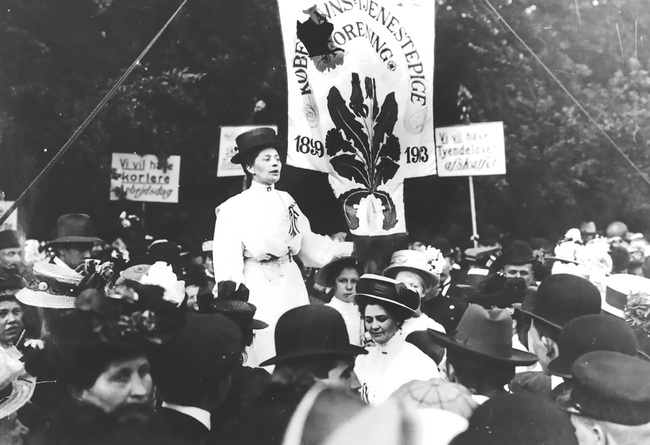 KØBENHAVNS-TJENESTEPIGE
FORENING
1899 193
Vi vil have
kortere
Arbejdsdag
Vi vil have
Tyendeloven
afskaffet